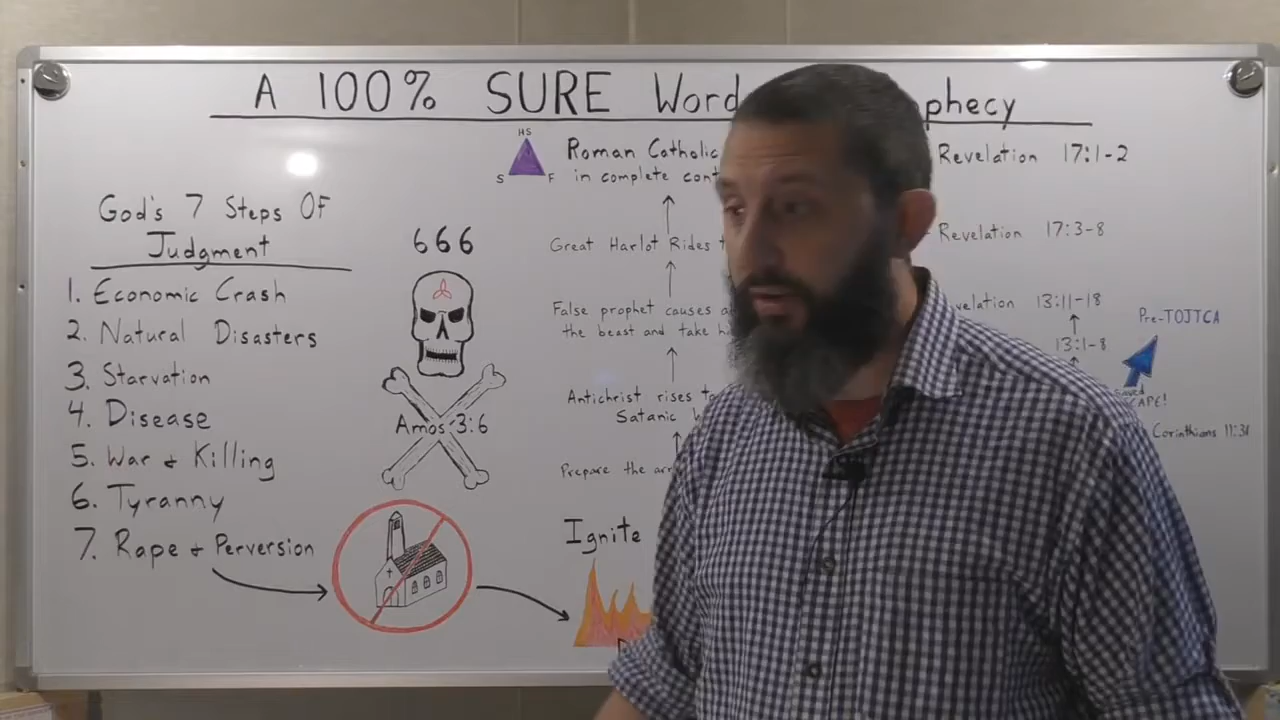 A 100% SURE Word phecy
HS
S F
Roman Catholic
in complete
Revelation 17:1-2
God's 7 Steps Of
Judgment
1. Economic Crash
2. Natural Disasters
3. Starvation
4. Disease
5. War & Killing
6. Tyranny
7. Rape & Perversion
666
Amos 3:6
Great Harlot Rides
Revelation 17:3-8
False prophet causes
the beast and take
velation 13:11-18
13:1-8
Pre-TOJTCA
Antichrist rises
Satanic
saved
APE!
Corinthians 11:31
Prepare the
Ignite